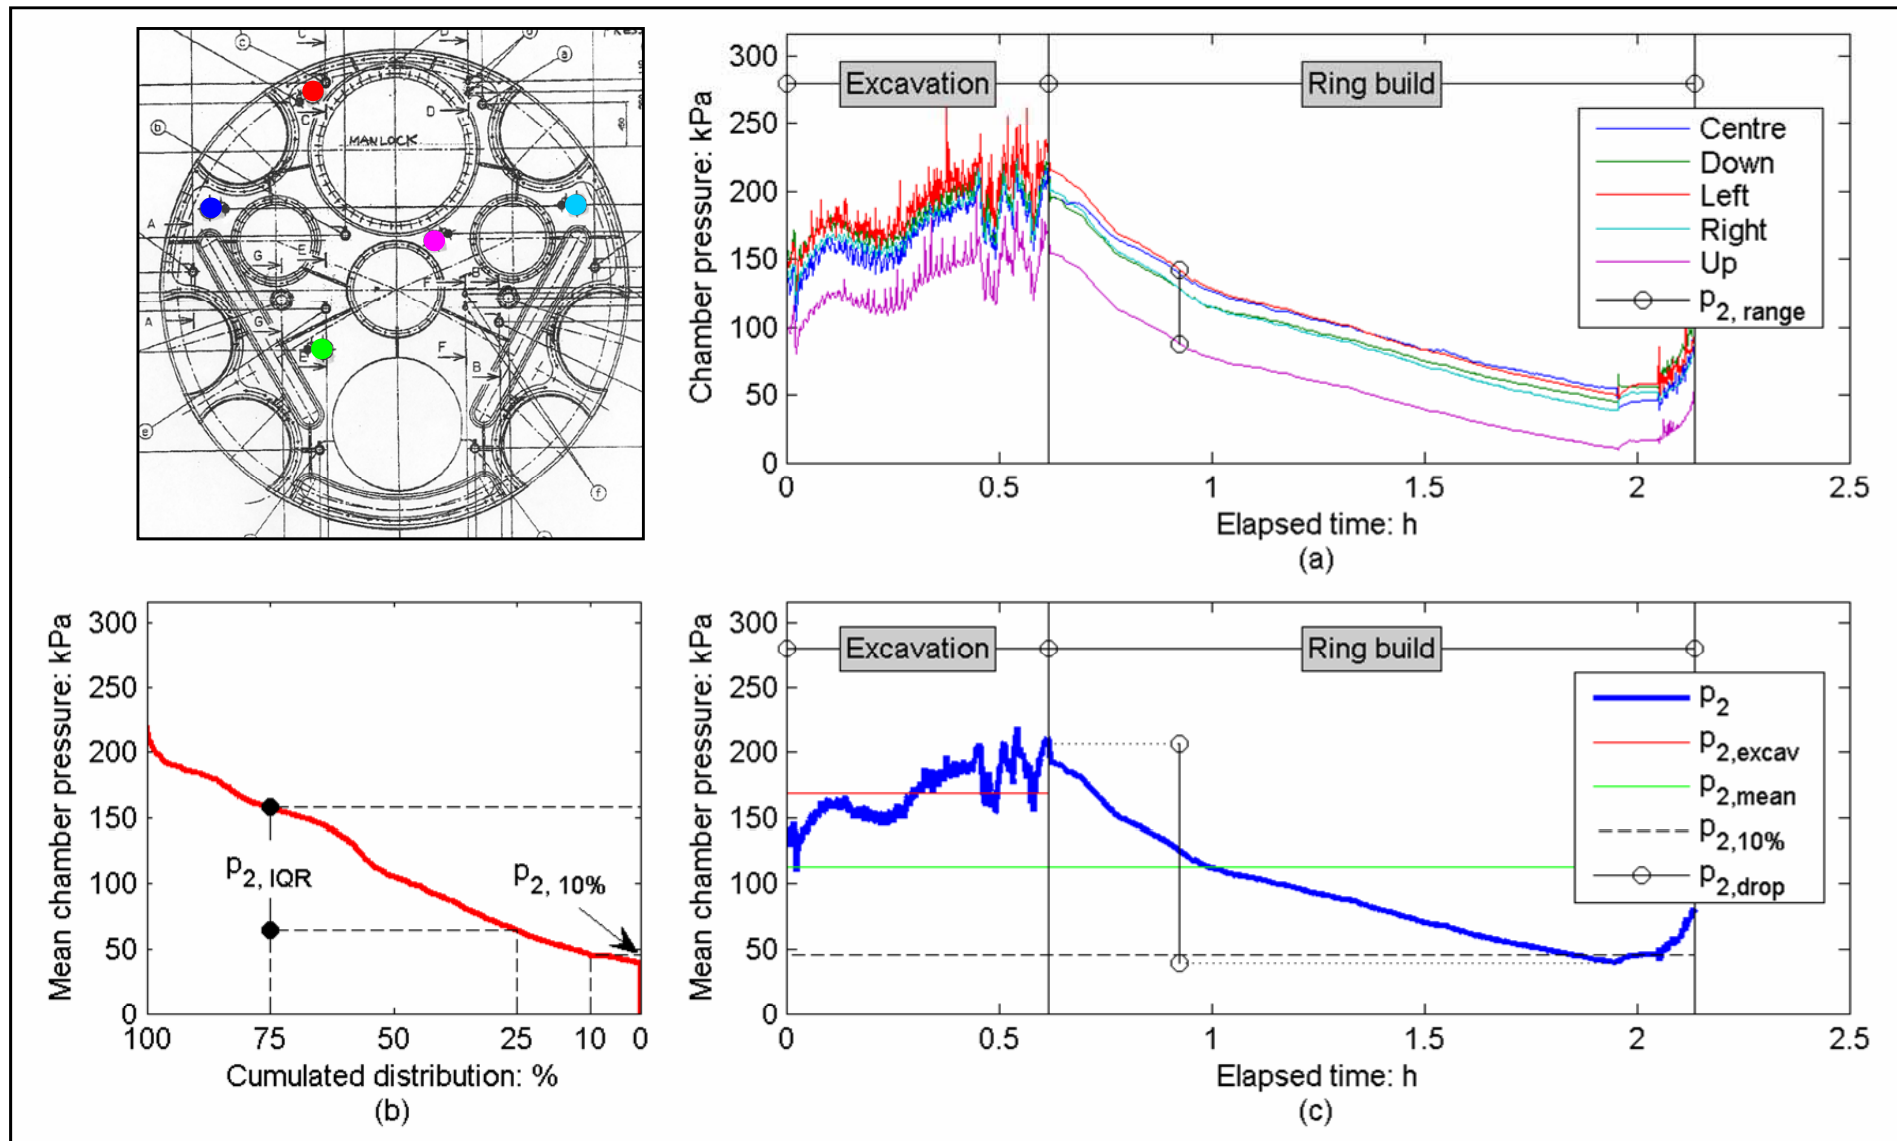 C
D
c
a
C
D
b
MANLOCK
A
G
E
F
B
A
G
E
F
B
e
f
300
250
200
150
100
50
0
Chamber pressure: kPa
Excavation
Ring build
Centre
Down
Left
Right
Up
p2, range
0 0.5 1 1.5 2 2.5
Elapsed time: h
(a)
300
250
200
150
100
50
0
Mean chamber pressure: kPa
p2, IQR
p2, 10%
100 75 50 25 10 0
Cumulated distribution: %
(b)
300
250
200
150
100
50
0
Mean chamber pressure: kPa
Excavation
Ring build
p2
p2,excav
p2,mean
p2,10%
p2,drop
0 0.5 1 1.5 2 2.5
Elapsed time: h
(c)